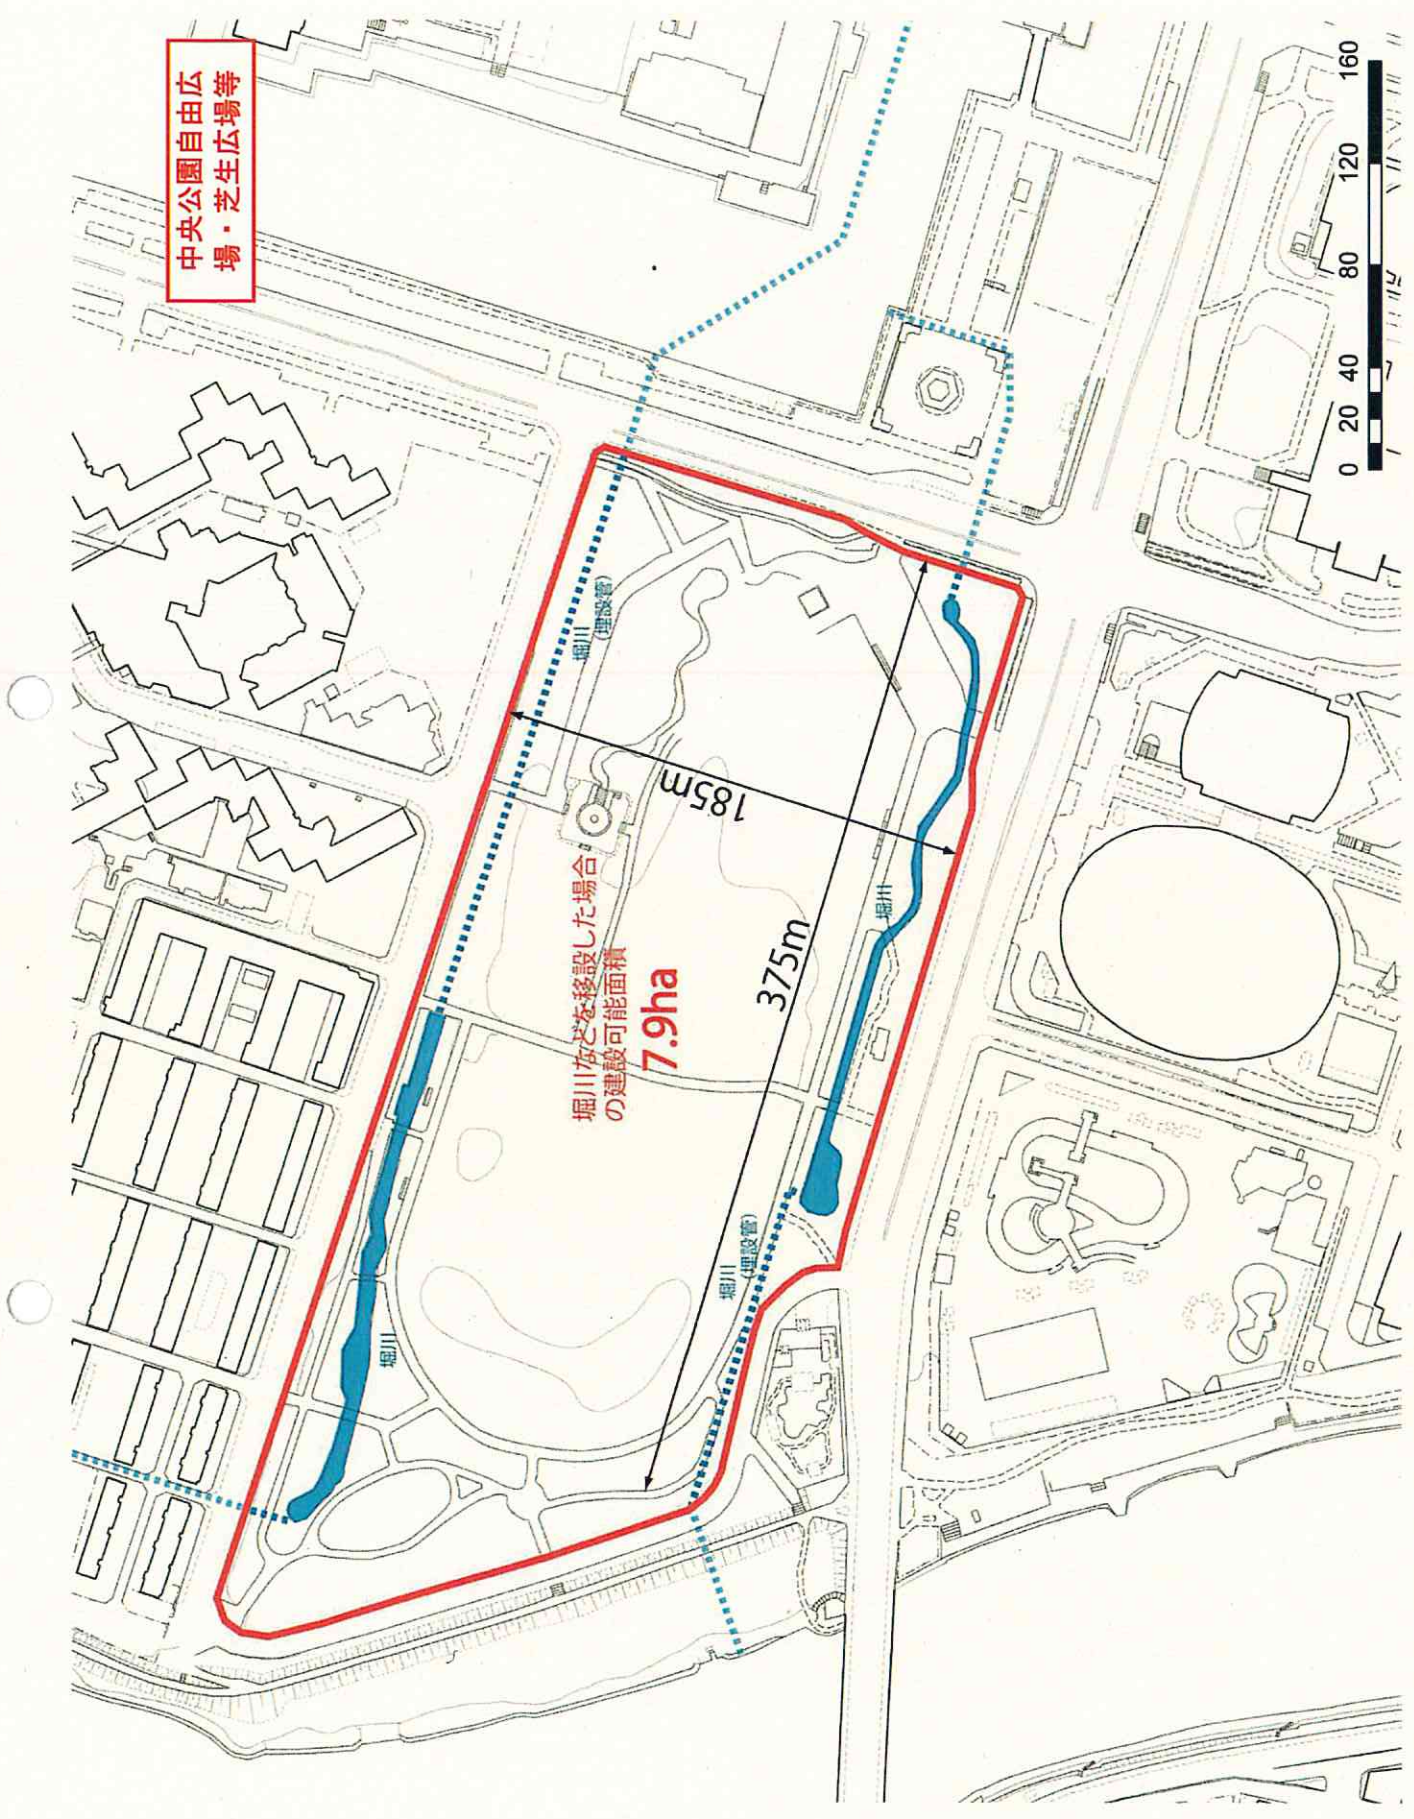 中央公園自由広
場・芝生広場等
堀川
(埋設管)
185m
堀川などを移設した場合
の建設可能面積
7.9ha
375m
堀川
堀川
堀川
(埋設管)
0 20 40 80 120 160